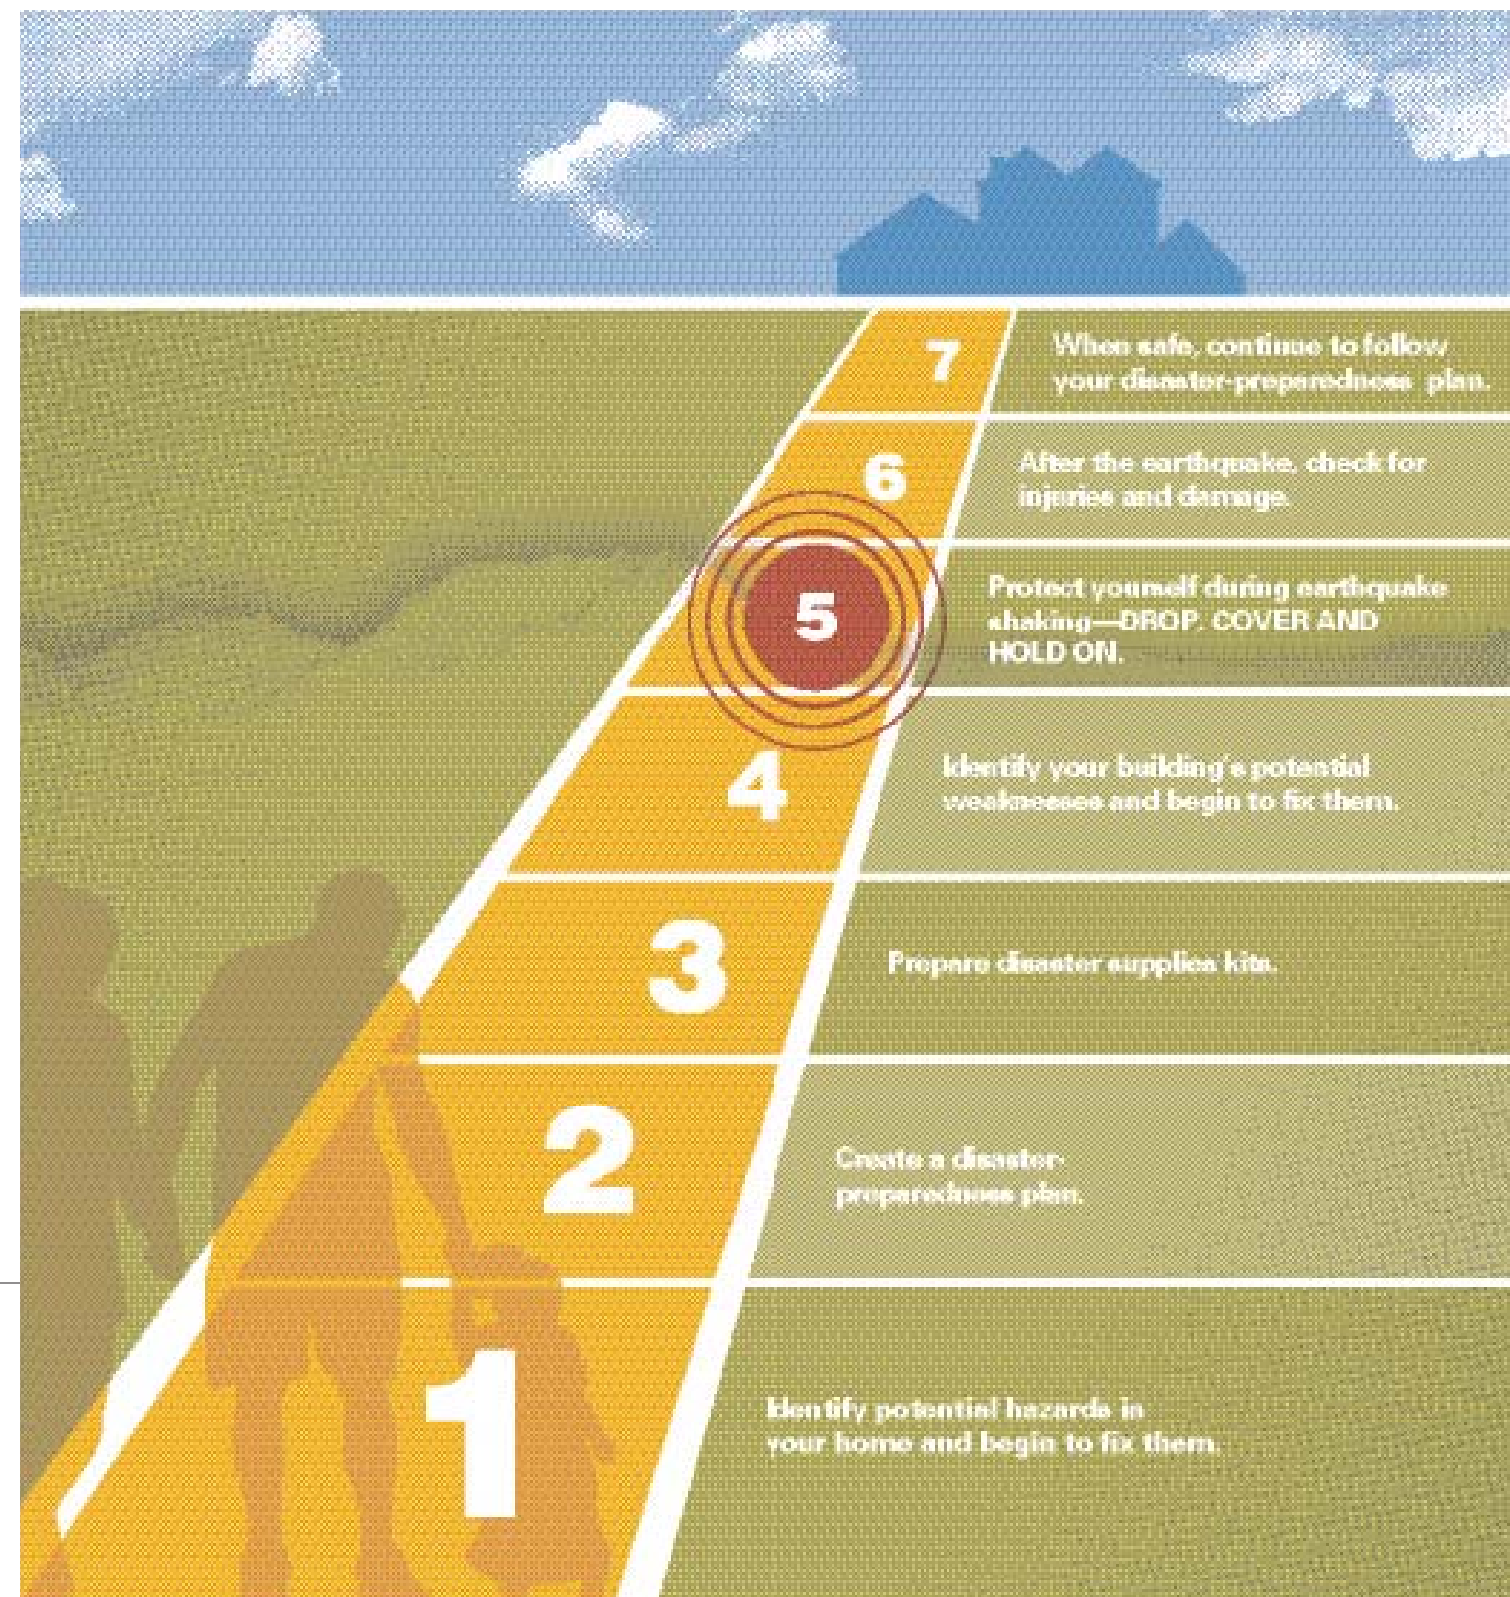 7
When safe, continue to follow
your disaster-preparedness plan.
6
After the earthquake, check for
injuries and damage.
5
Protect yourself during earthquake
shaking—DROP, COVER AND
HOLD ON.
4
Identify your building's potential
weaknesses and begin to fix them.
3
Prepare disaster supplies kits.
2
Create a disaster-
preparedness plan.
1
Identify potential hazards in
your home and begin to fix them.